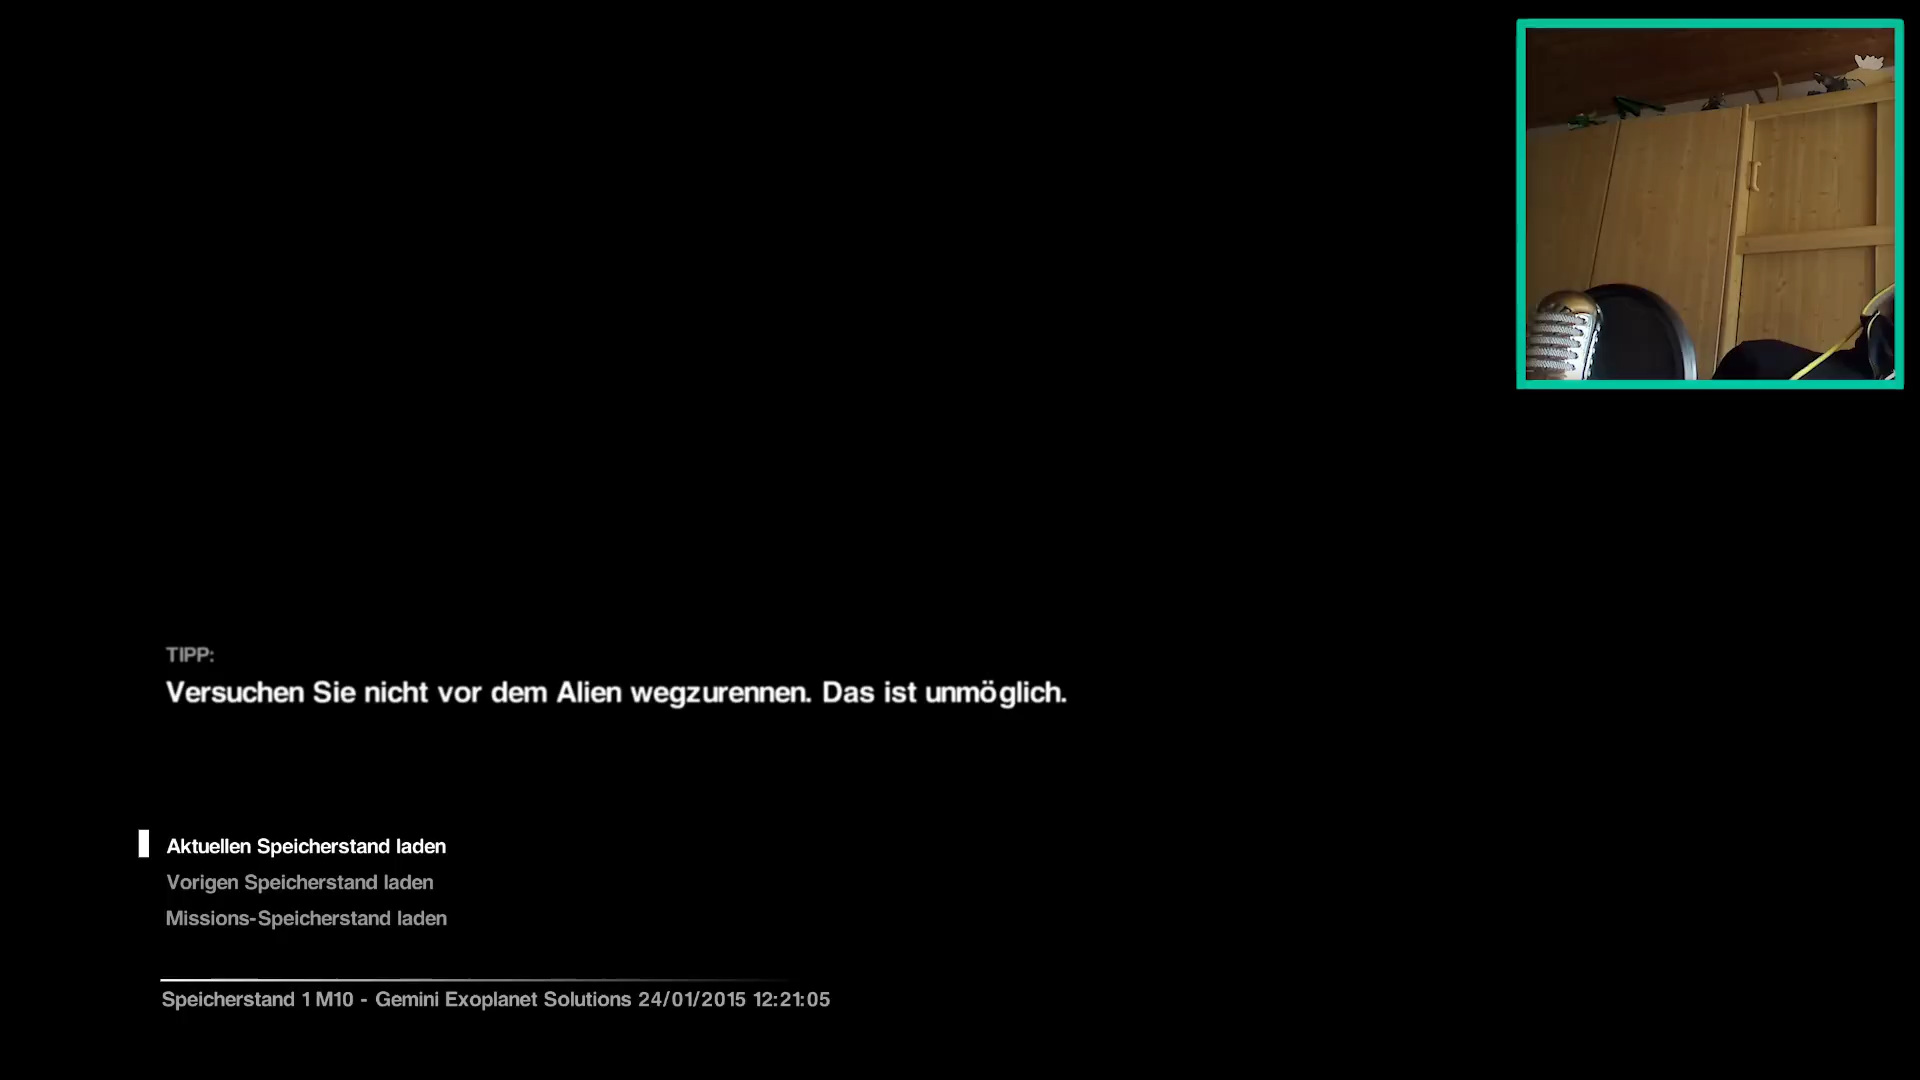 TIPP:
Versuchen Sie nicht vor dem Alien wegzurennen. Das ist unmöglich.
Aktuellen Speicherstand laden
Vorigen Speicherstand laden
Missions-Speicherstand laden
Speicherstand 1 M10 - Gemini Exoplanet Solutions 24/01/2015 12:21:05